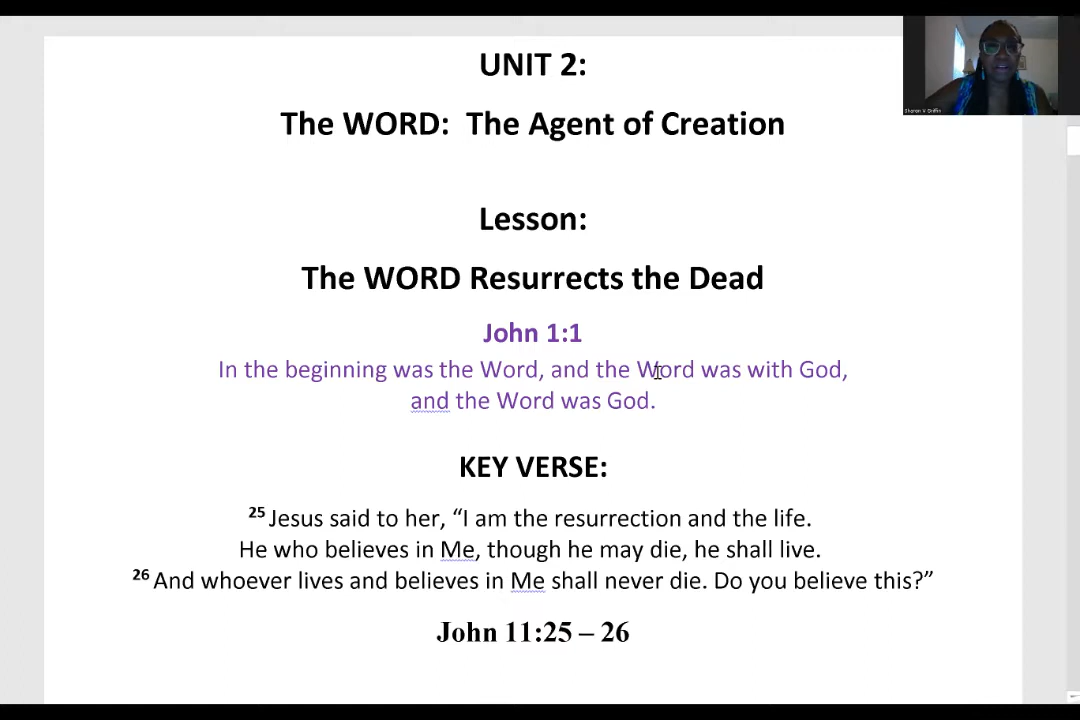 UNIT 2:
The WORD: The Agent of Creation
Sharon V Griffin
Lesson:
The WORD Resurrects the Dead
John 1:1
In the beginning was the Word, and the Word was with God,
and the Word was God.
KEY VERSE:
25 Jesus said to her, “I am the resurrection and the life.
He who believes in Me, though he may die, he shall live.
26 And whoever lives and believes in Me shall never die. Do you believe this?”
John 11:25 – 26